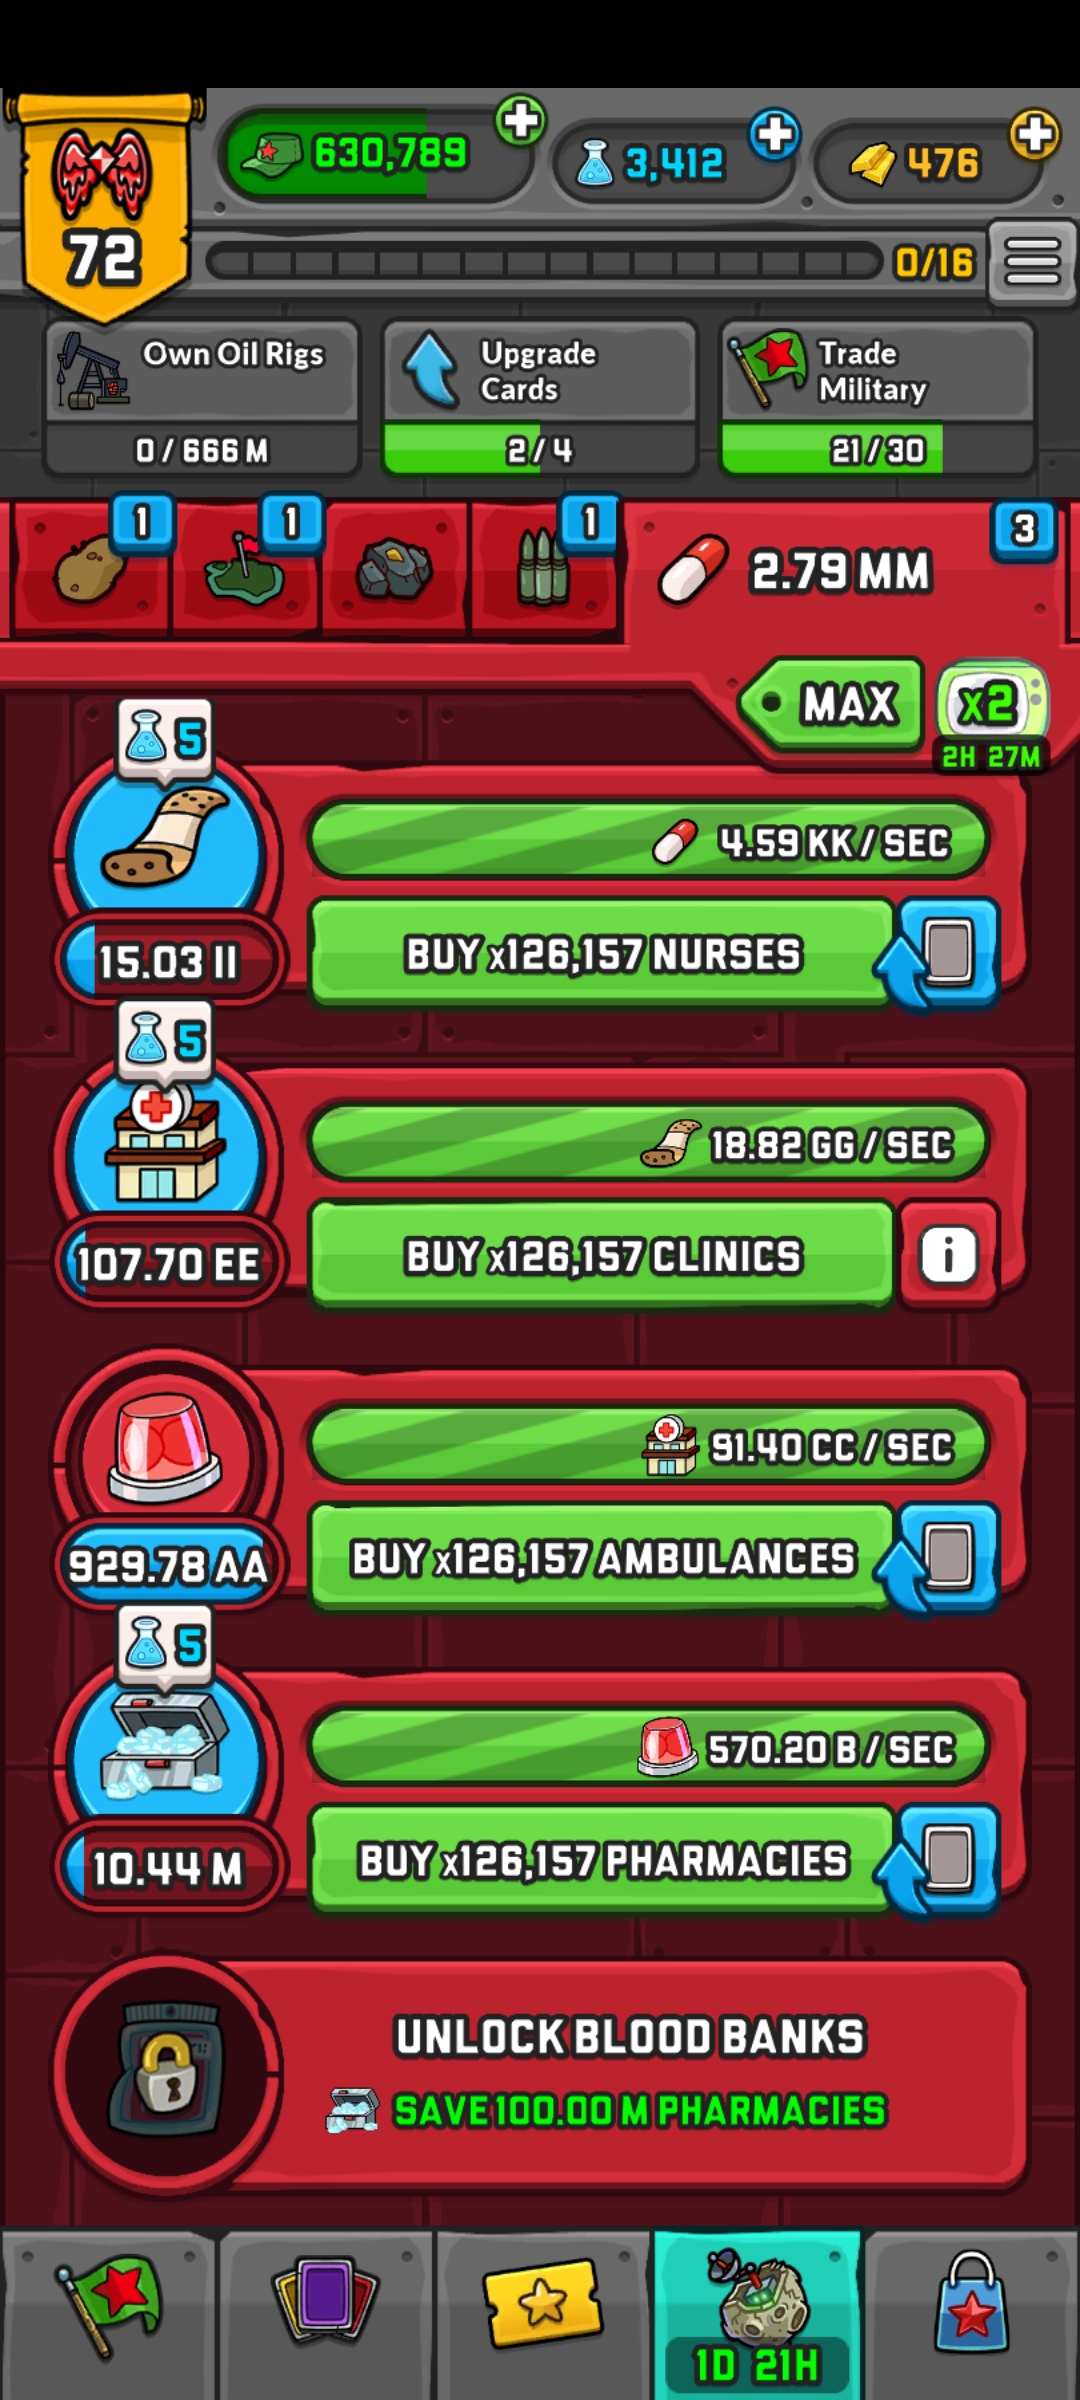 630,789
3,412
476
72
0/16
Own Oil Rigs
0 / 666 M
Upgrade
Cards
2 / 4
Trade
Military
21 / 30
1
1
1
2.79 MM
3
MAX
x2
2H 27M
5
4.59 KK / SEC
15.03 II
BUY x126,157 NURSES
5
18.82 GG / SEC
107.70 EE
BUY x126,157 CLINICS
i
91.40 CC / SEC
929.78 AA
BUY x126,157 AMBULANCES
5
570.20 B / SEC
10.44 M
BUY x126,157 PHARMACIES
UNLOCK BLOOD BANKS
SAVE 100.00 M PHARMACIES
1D 21H